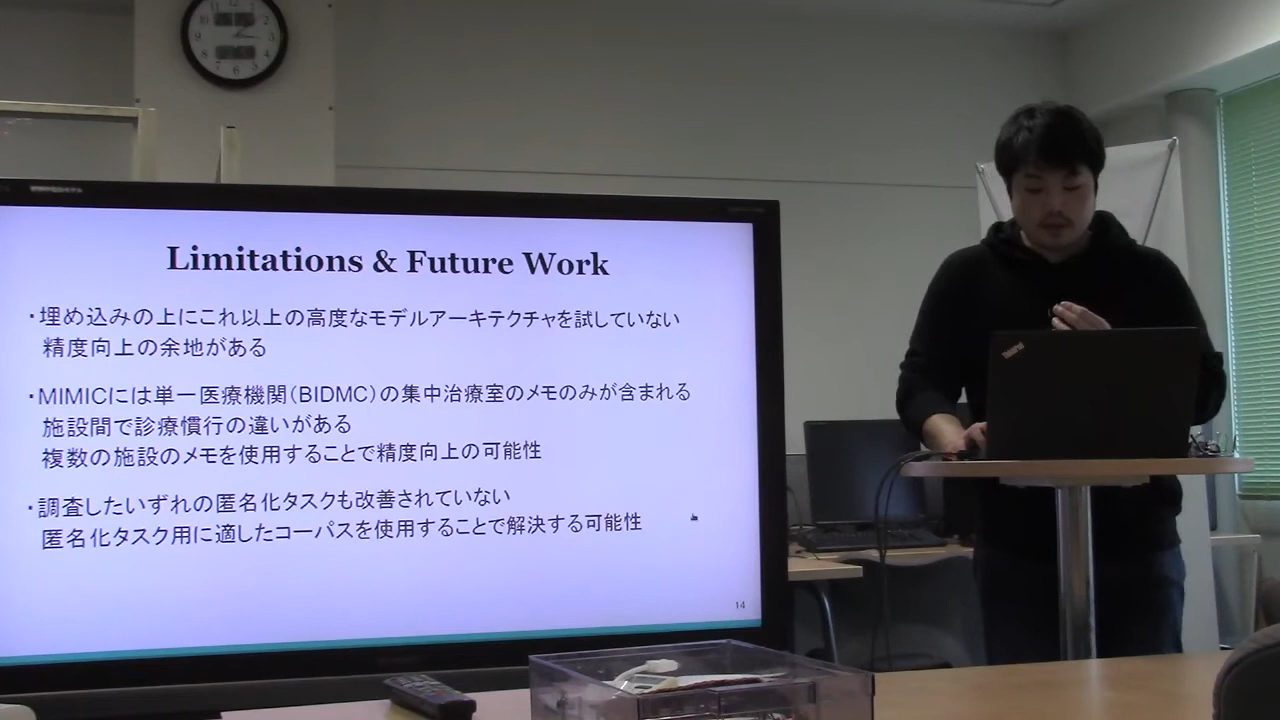 Limitations & Future Work
・埋め込みの上にこれ以上の高度なモデルアーキテクチャを試していない
精度向上の余地がある
・MIMICには単一医療機関(BIDMC)の集中治療室のメモのみが含まれる
施設間で診療慣行の違いがある
複数の施設のメモを使用することで精度向上の可能性
・調査したいずれの匿名化タスクも改善されていない
匿名化タスク用に適したコーパスを使用することで解決する可能性
14
ThinkPad